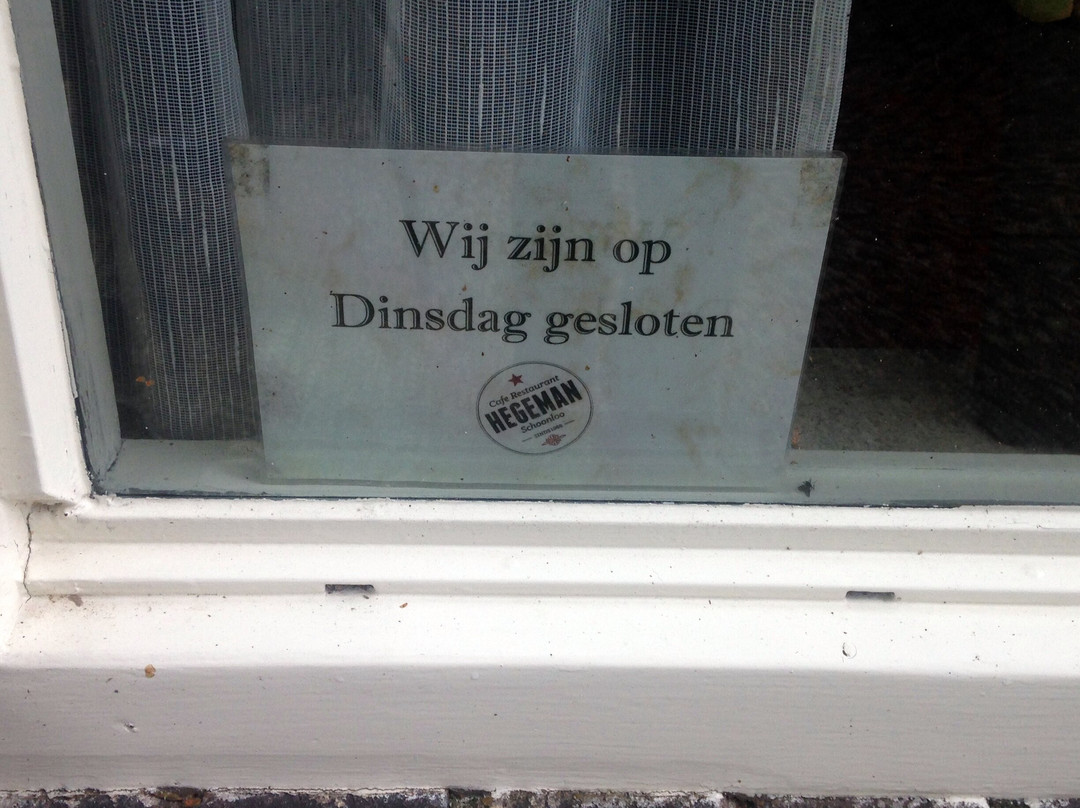 Wij zijn op
Dinsdag gesloten
Cafe Restaurant
HEGEMAN
Schoonloo